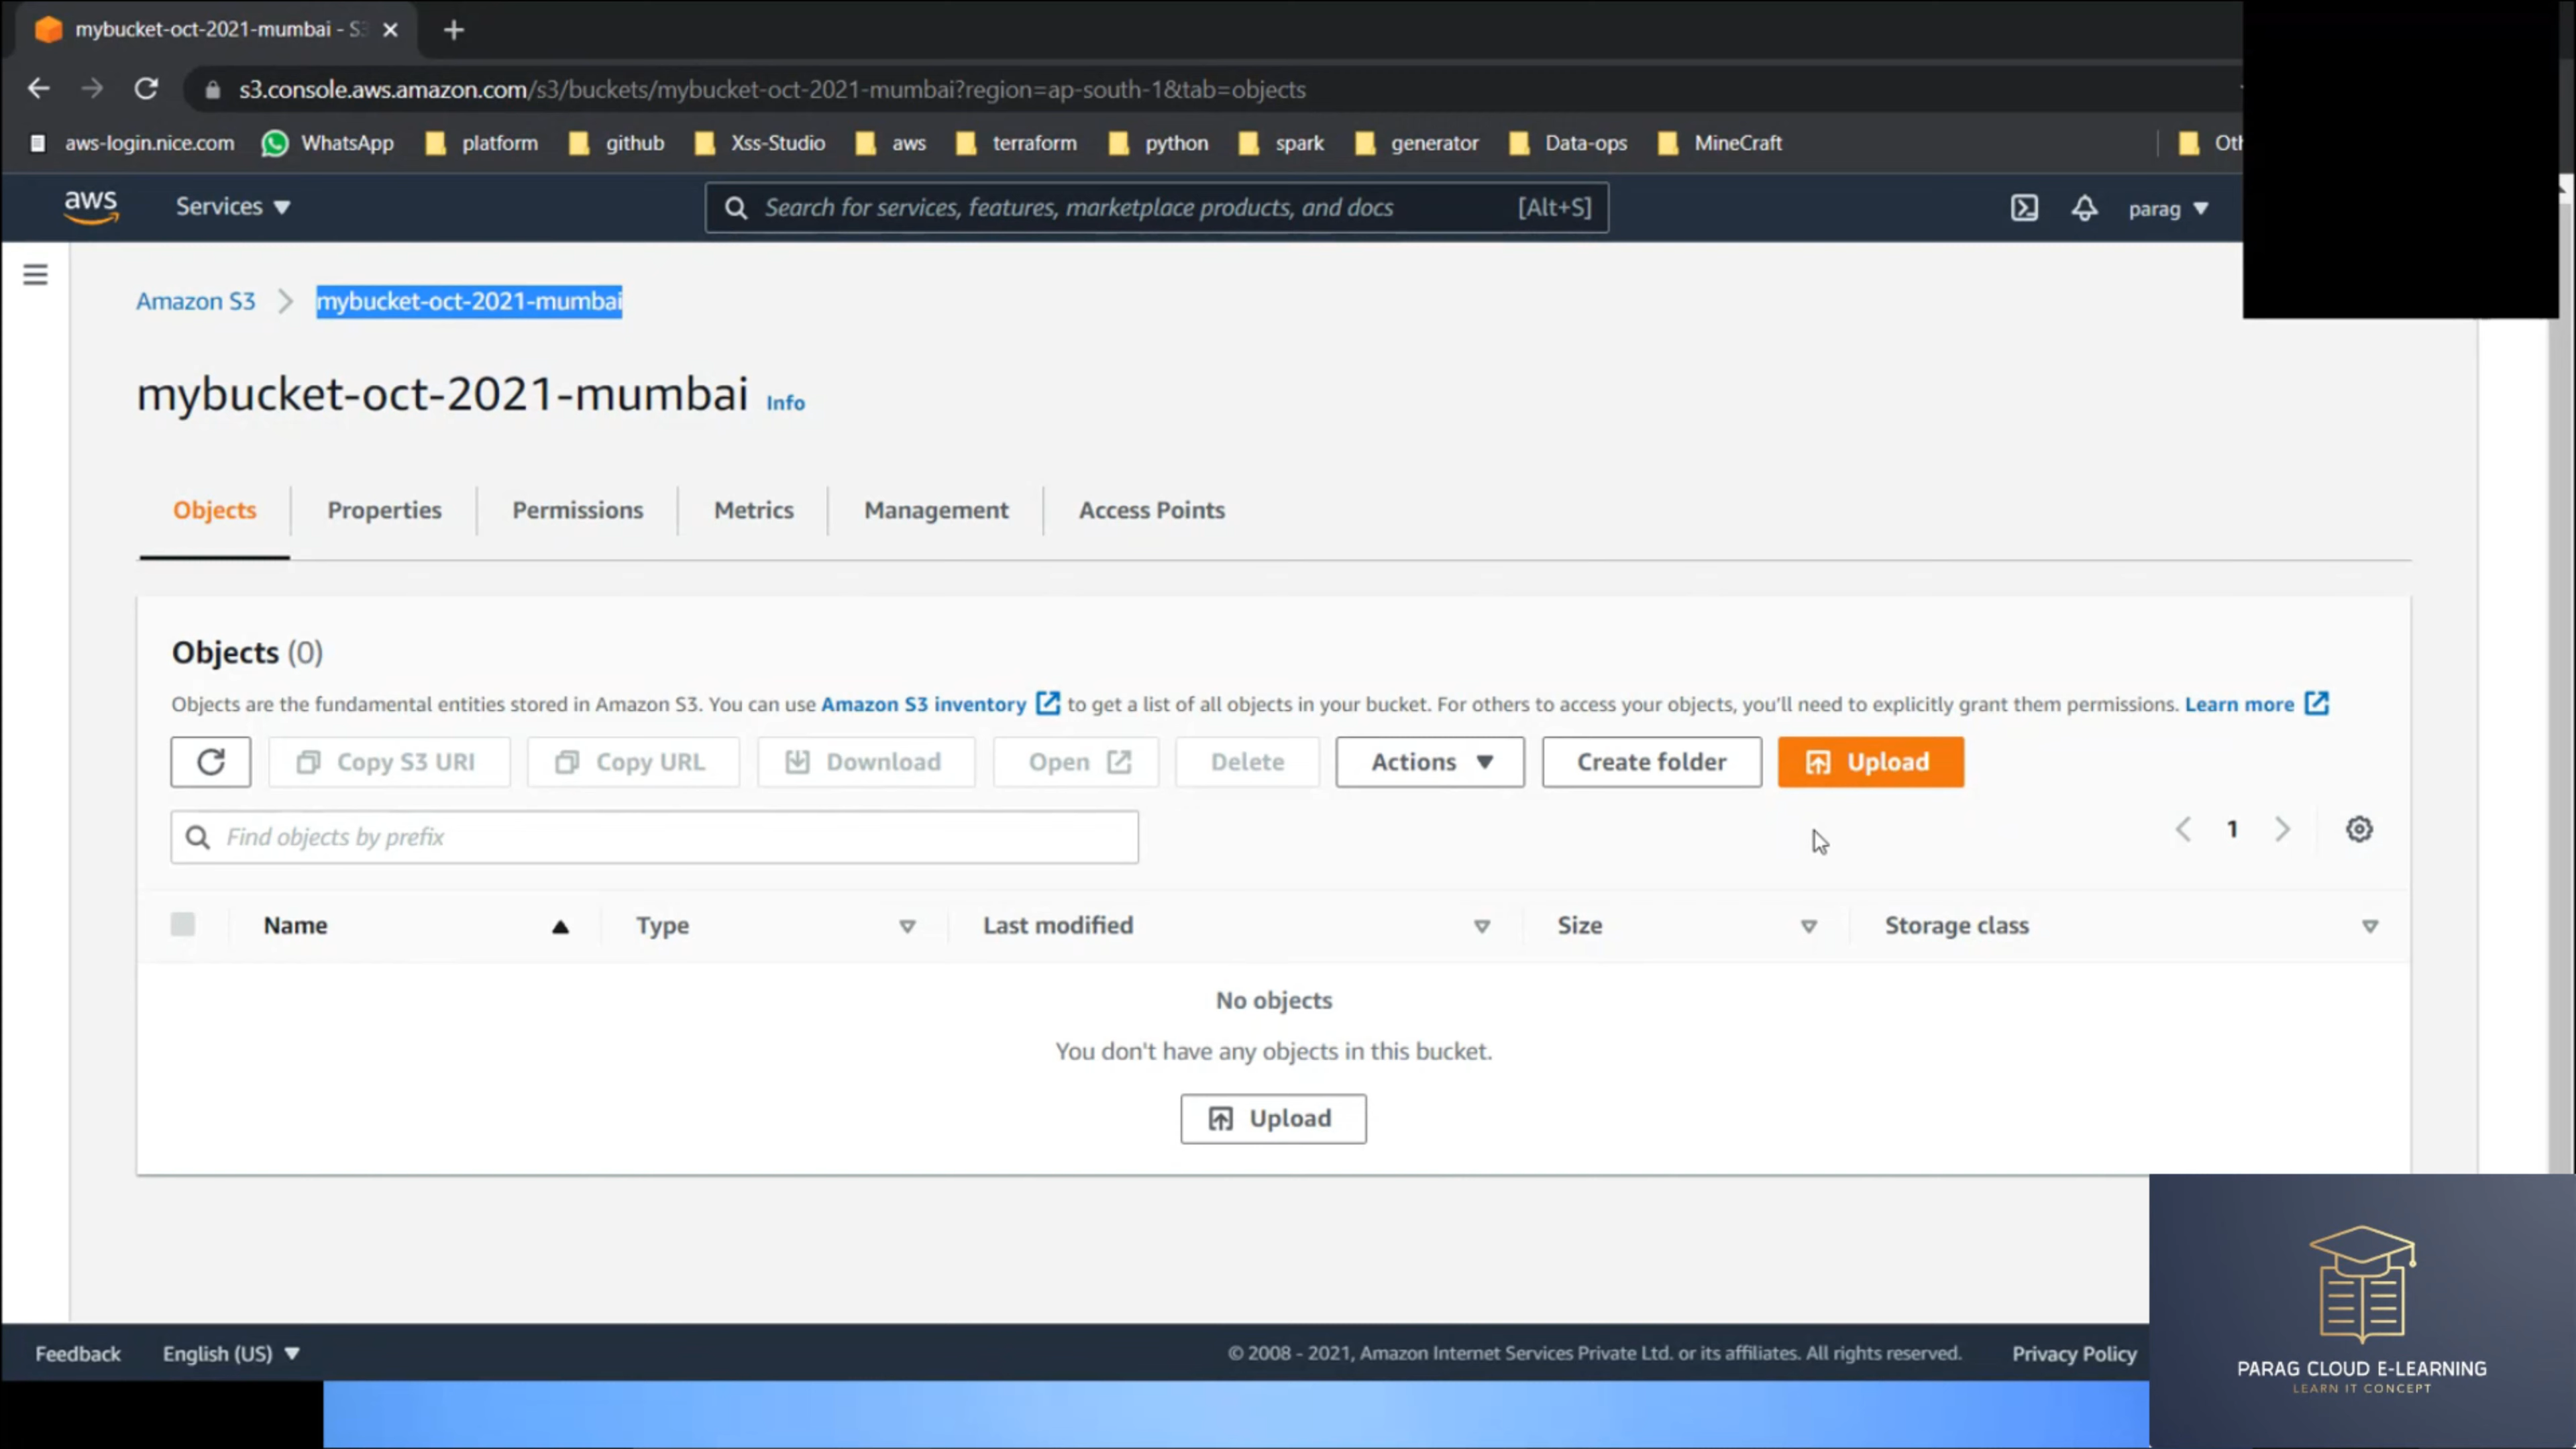 mybucket-oct-2021-mumbai - S3
s3.console.aws.amazon.com/s3/buckets/mybucket-oct-2021-mumbai?region=ap-south-1&tab=objects
aws-login.nice.com WhatsApp platform github Xss-Studio aws terraform python spark generator Data-ops MineCraft
aws Services Search for services, features, marketplace products, and docs [Alt+S] parag
Amazon S3 mybucket-oct-2021-mumbai
mybucket-oct-2021-mumbai Info
Objects Properties Permissions Metrics Management Access Points
Objects (0)
Objects are the fundamental entities stored in Amazon S3. You can use Amazon S3 inventory to get a list of all objects in your bucket. For others to access your objects, you'll need to explicitly grant them permissions. Learn more
Copy S3 URI Copy URL Download Open Delete Actions Create folder Upload
Find objects by prefix 1
Name Type Last modified Size Storage class
No objects
You don't have any objects in this bucket.
Upload
Feedback English (US) © 2008 - 2021, Amazon Internet Services Private Ltd. or its affiliates. All rights reserved. Privacy Policy
PARAG CLOUD E-LEARNING
LEARN IT CONCEPT